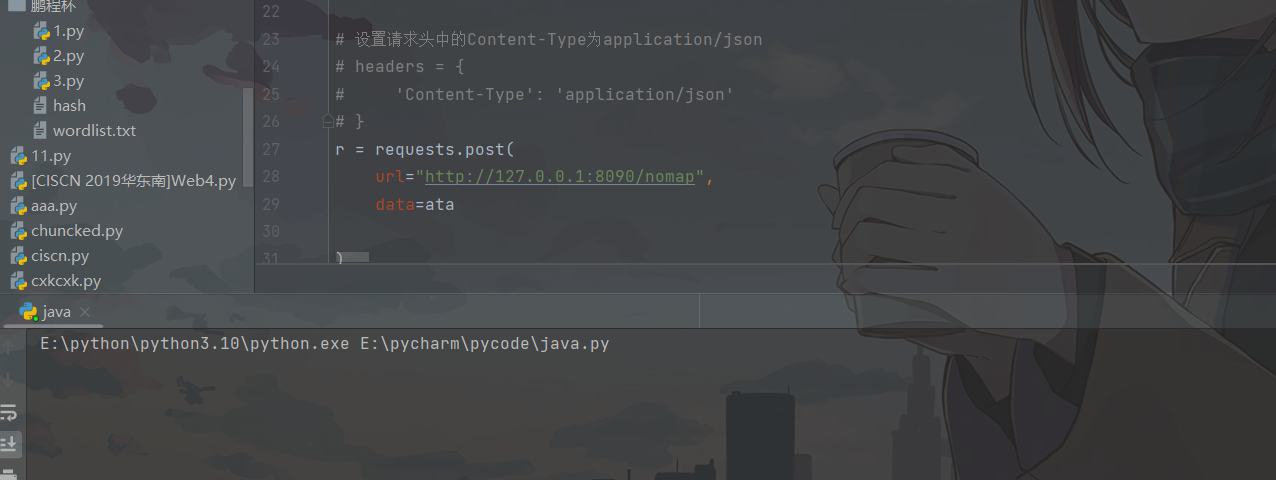 鹏程杯
1.py
2.py
3.py
hash
wordlist.txt
11.py
[CISCN 2019华东南]Web4.py
aaa.py
chuncked.py
ciscn.py
cxkcxk.py
22
23 # 设置请求头中的Content-Type为application/json
24 # headers = {
25 #     'Content-Type': 'application/json'
26 # }
27 r = requests.post(
28     url="http://127.0.0.1:8090/nomap",
29     data=ata
30
31 )
java
E:\python\python3.10\python.exe E:\pycharm\pycode\java.py